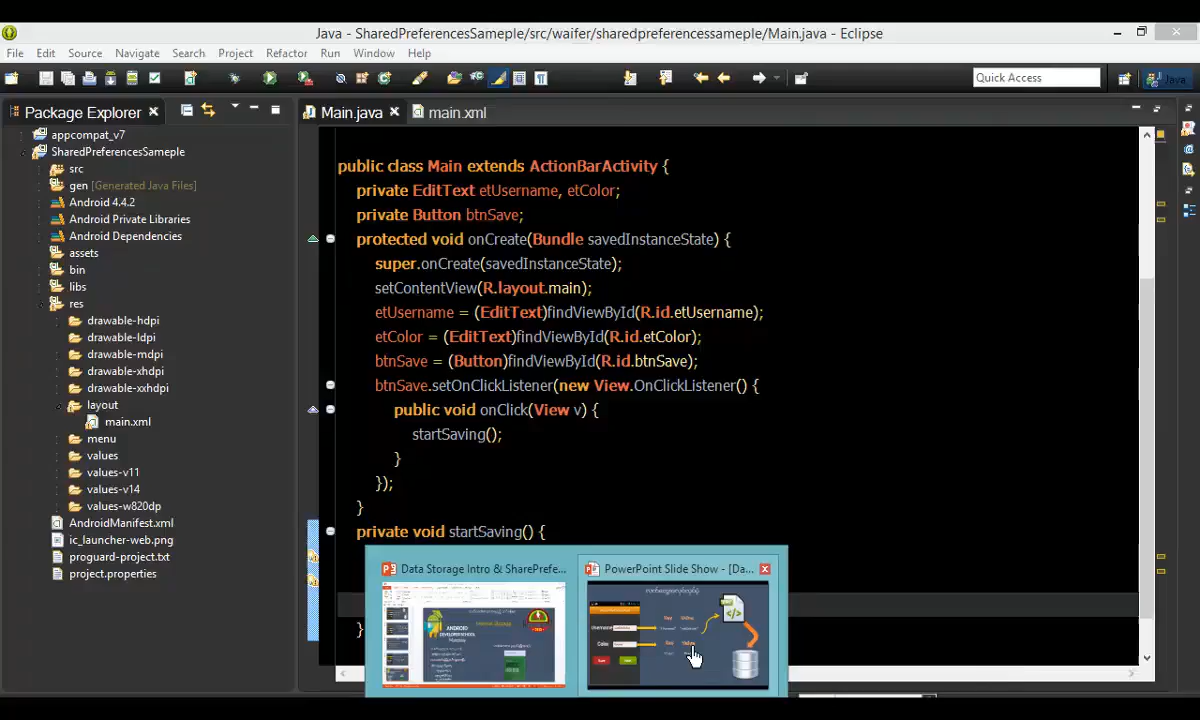 Java - SharedPreferencesSameple/src/waifer/sharedpreferencessameple/Main.java - Eclipse
File Edit Source Navigate Search Project Refactor Run Window Help
Quick Access
Java
Package Explorer
Main.java
main.xml
appcompat_v7
SharedPreferencesSameple
src
gen [Generated Java Files]
Android 4.4.2
Android Private Libraries
Android Dependencies
assets
bin
libs
res
drawable-hdpi
drawable-ldpi
drawable-mdpi
drawable-xhdpi
drawable-xxhdpi
layout
main.xml
menu
values
values-v11
values-v14
values-w820dp
AndroidManifest.xml
ic_launcher-web.png
proguard-project.txt
project.properties
public class Main extends ActionBarActivity {
private EditText etUsername, etColor;
private Button btnSave;
protected void onCreate(Bundle savedInstanceState) {
super.onCreate(savedInstanceState);
setContentView(R.layout.main);
etUsername = (EditText)findViewById(R.id.etUsername);
etColor = (EditText)findViewById(R.id.etColor);
btnSave = (Button)findViewById(R.id.btnSave);
btnSave.setOnClickListener(new View.OnClickListener() {
public void onClick(View v) {
startSaving();
}
});
}
private void startSaving() {
}
Data Storage Intro & SharePrefe...
PowerPoint Slide Show - [Da...
ANDROID
Username
Color
Key Value
Key Value